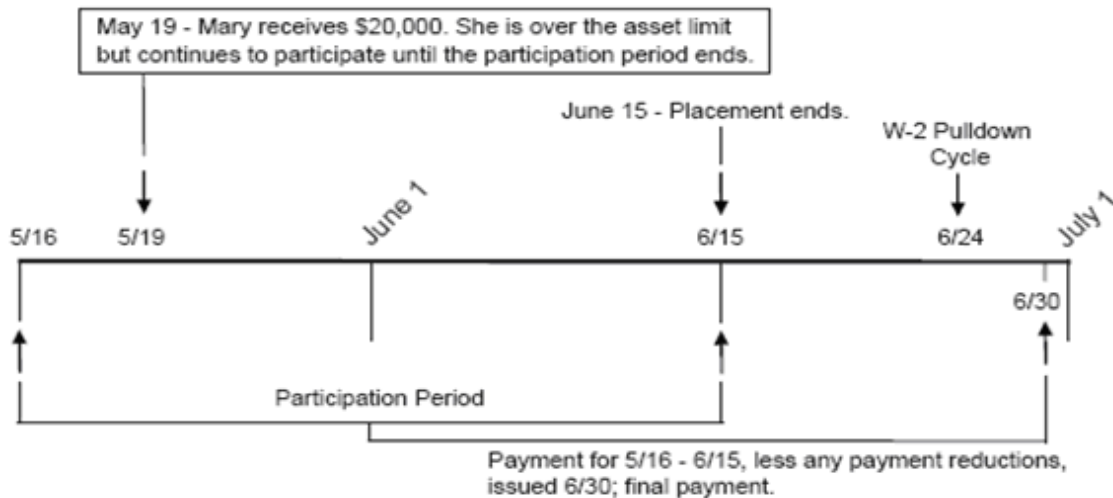 May 19 - Mary receives $20,000. She is over the asset limit
but continues to participate until the participation period ends.
June 15 - Placement ends.
W-2 Pulldown
Cycle
5/16
5/19
June 1
6/15
6/24
July 1
6/30
Participation Period
Payment for 5/16 - 6/15, less any payment reductions,
issued 6/30; final payment.